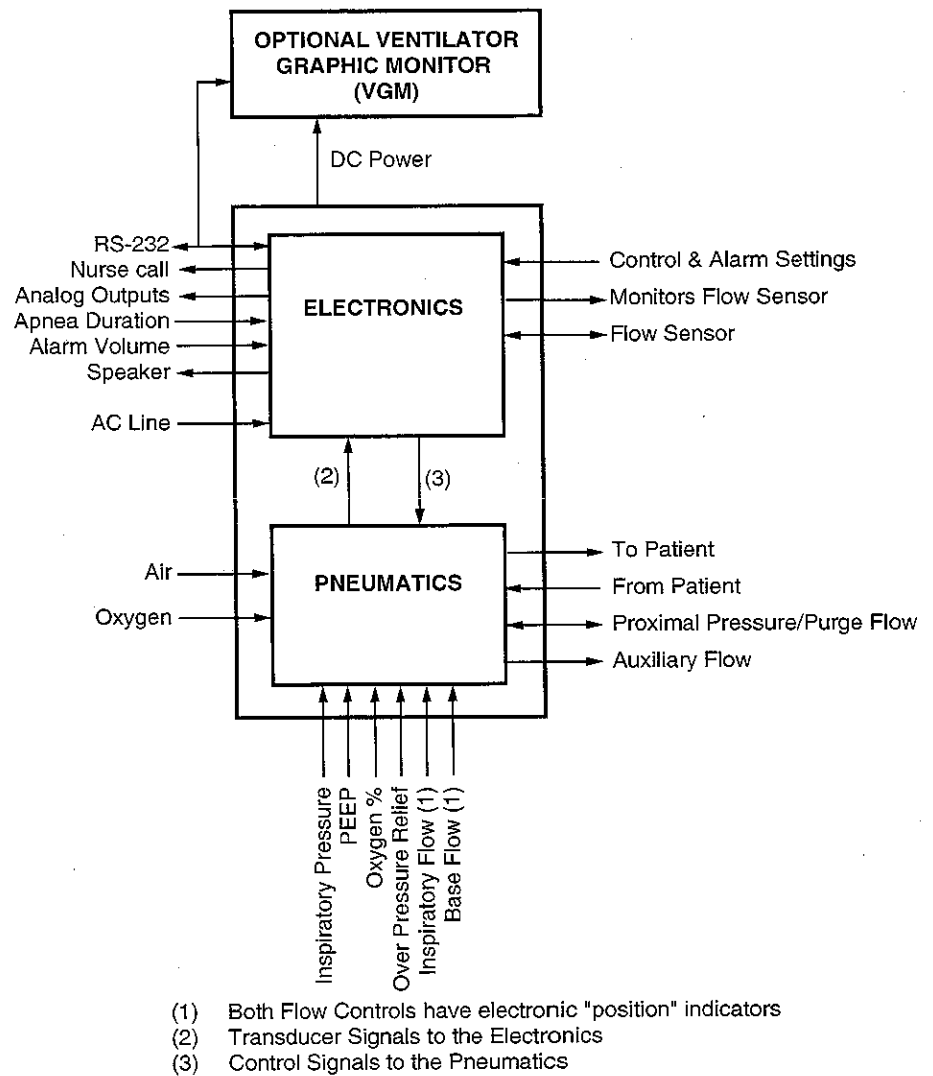 OPTIONAL VENTILATOR
GRAPHIC MONITOR
(VGM)
DC Power
RS-232
Nurse call
Analog Outputs
Apnea Duration
Alarm Volume
Speaker
AC Line
ELECTRONICS
Control & Alarm Settings
Monitors Flow Sensor
Flow Sensor
(2)
(3)
Air
Oxygen
PNEUMATICS
To Patient
From Patient
Proximal Pressure/Purge Flow
Auxiliary Flow
Inspiratory Pressure
PEEP
Oxygen %
Over Pressure Relief
Inspiratory Flow (1)
Base Flow (1)
(1) Both Flow Controls have electronic "position" indicators
(2) Transducer Signals to the Electronics
(3) Control Signals to the Pneumatics